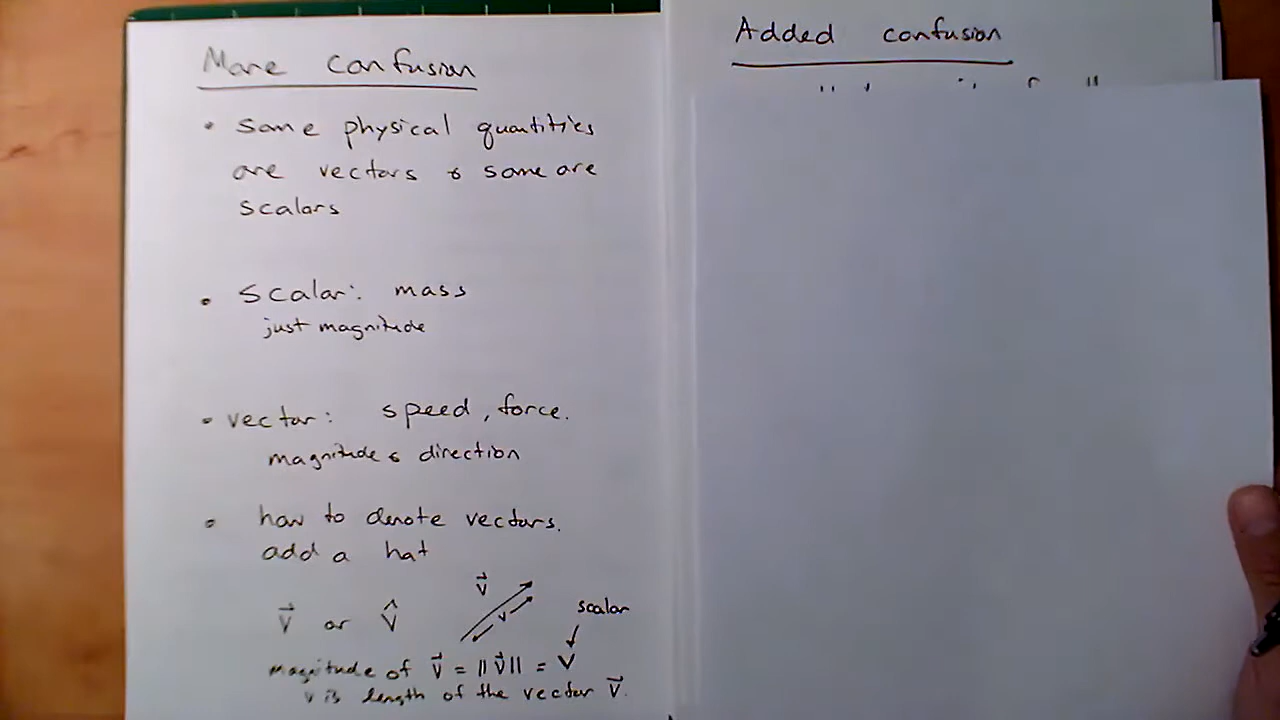 More confusion
• Some physical quantities
are vectors & some are
scalars
• Scalar: mass
just magnitude
• vector: speed, force.
magnitude & direction
• how to denote vectors.
add a hat
v⃗ or v̂
v⃗
v
scalar
magnitude of v⃗ = ||v⃗|| = v
v is length of the vector v⃗.
Added confusion